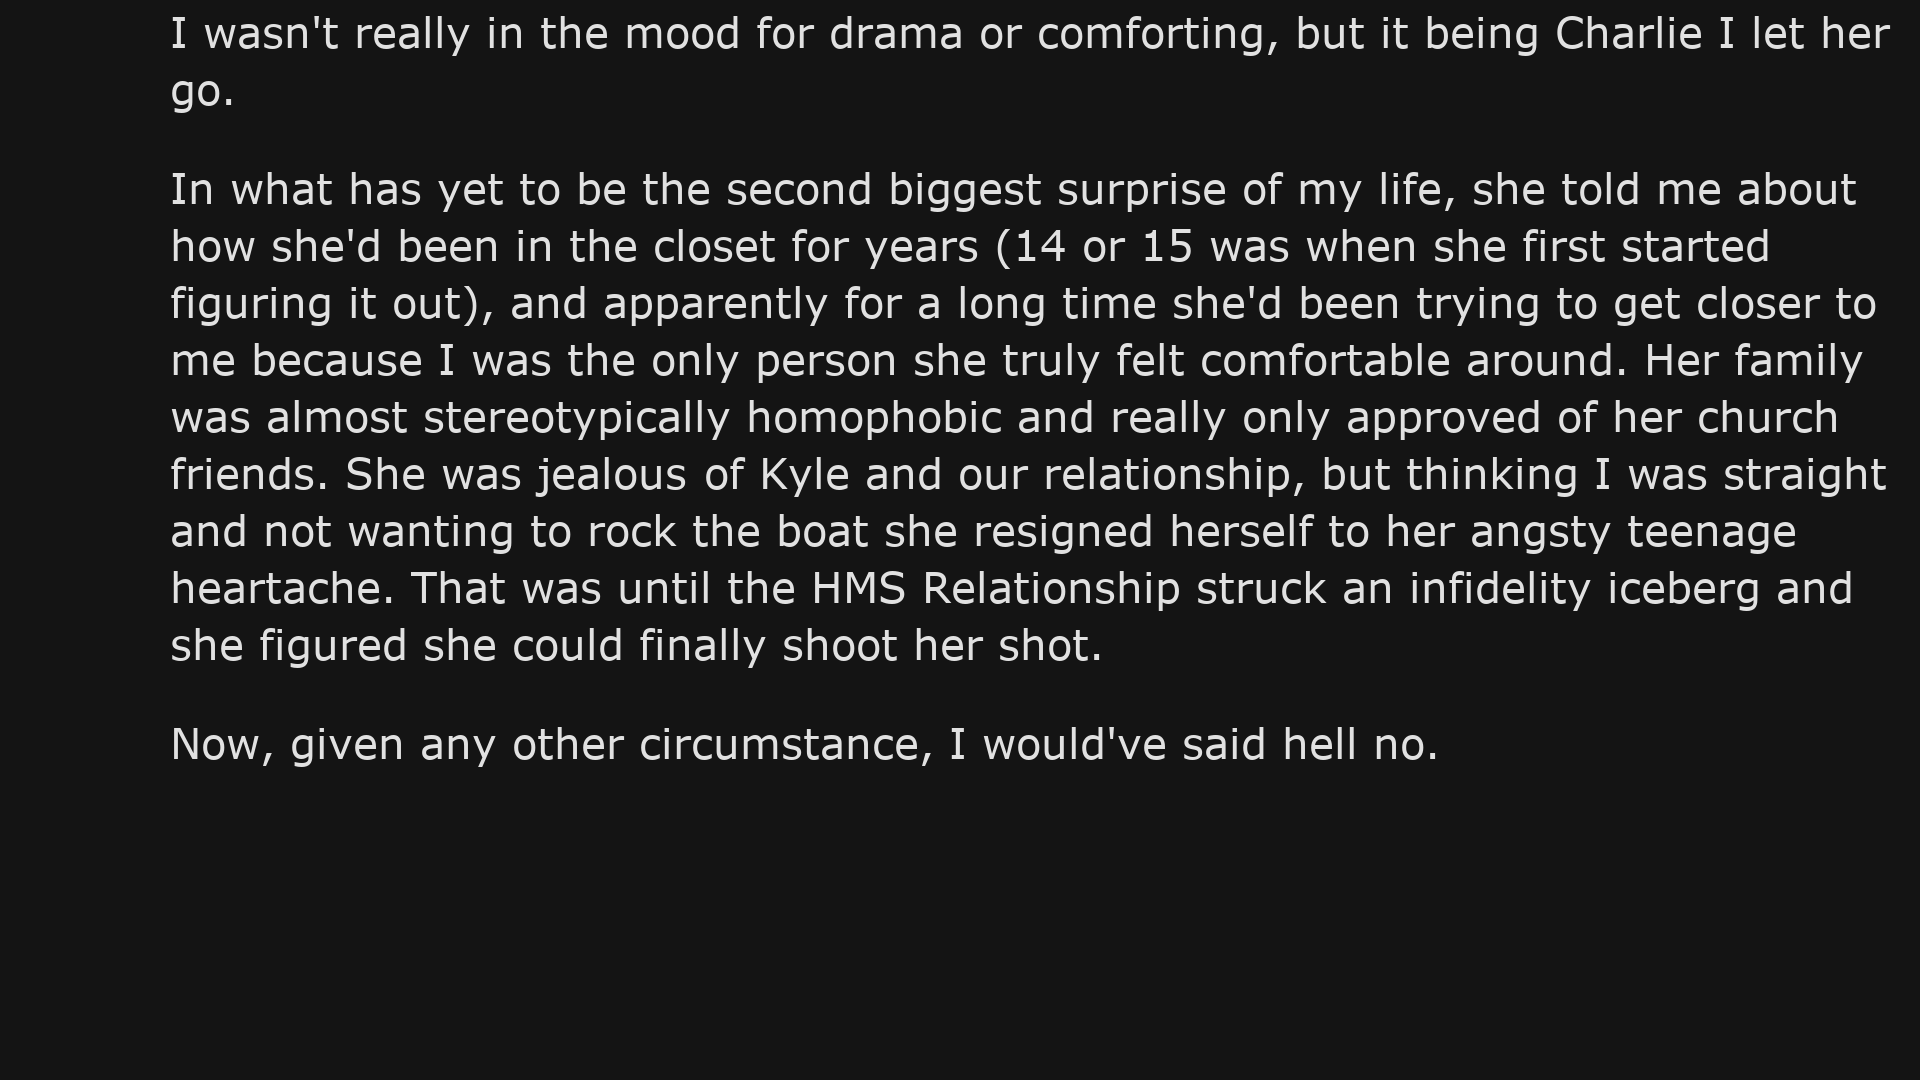 I wasn't really in the mood for drama or comforting, but it being Charlie I let her
go.
In what has yet to be the second biggest surprise of my life, she told me about
how she'd been in the closet for years (14 or 15 was when she first started
figuring it out), and apparently for a long time she'd been trying to get closer to
me because I was the only person she truly felt comfortable around. Her family
was almost stereotypically homophobic and really only approved of her church
friends. She was jealous of Kyle and our relationship, but thinking I was straight
and not wanting to rock the boat she resigned herself to her angsty teenage
heartache. That was until the HMS Relationship struck an infidelity iceberg and
she figured she could finally shoot her shot.
Now, given any other circumstance, I would've said hell no.